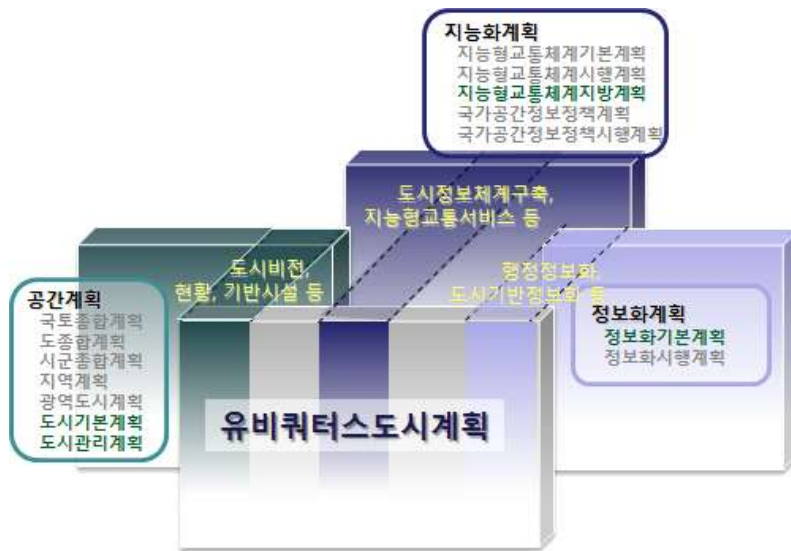 지능화계획
지능형교통체계기본계획
지능형교통체계시행계획
지능형교통체계지방계획
국가공간정보정책계획
국가공간정보정책시행계획
도시정보체계구축,
지능형교통서비스 등
도시비전,
현황, 기반시설 등
행정정보화,
도시기반정보화 등
공간계획
국토종합계획
도종합계획
시군종합계획
지역계획
광역도시계획
도시기본계획
도시관리계획
정보화계획
정보화기본계획
정보화시행계획
유비쿼터스도시계획